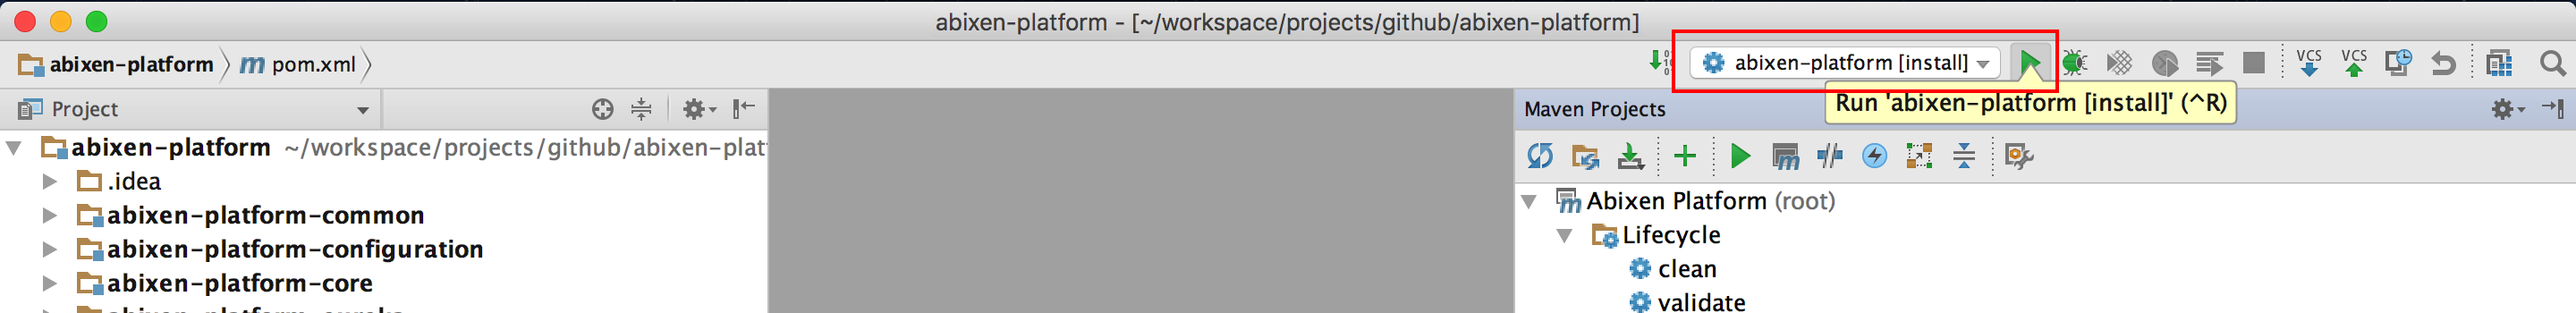 abixen-platform - [~/workspace/projects/github/abixen-platform]
abixen-platform
pom.xml
abixen-platform [install]
VCS
VCS
Run 'abixen-platform [install]' (^R)
Project
abixen-platform ~/workspace/projects/github/abixen-plat
.idea
abixen-platform-common
abixen-platform-configuration
abixen-platform-core
Maven Projects
Abixen Platform (root)
Lifecycle
clean
validate